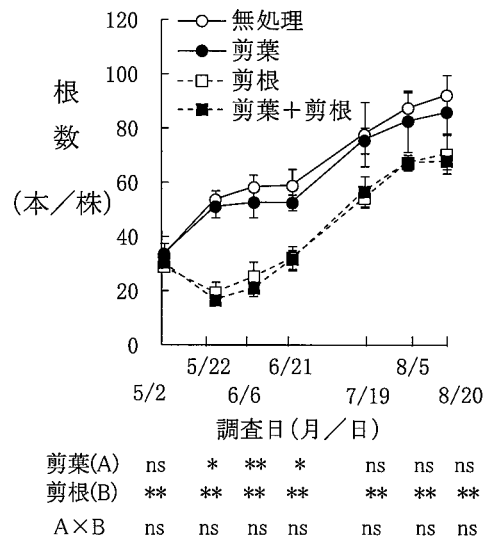 120
100
80
60
40
20
0
根
数
(本/株)
無処理
剪葉
剪根
剪葉+剪根
5/22 6/21 8/5
5/2 6/6 7/19 8/20
調査日(月/日)
剪葉(A) ns * ** * ns ns ns
剪根(B) ** ** ** ** ** ** **
A×B ns ns ns ns ns ns ns